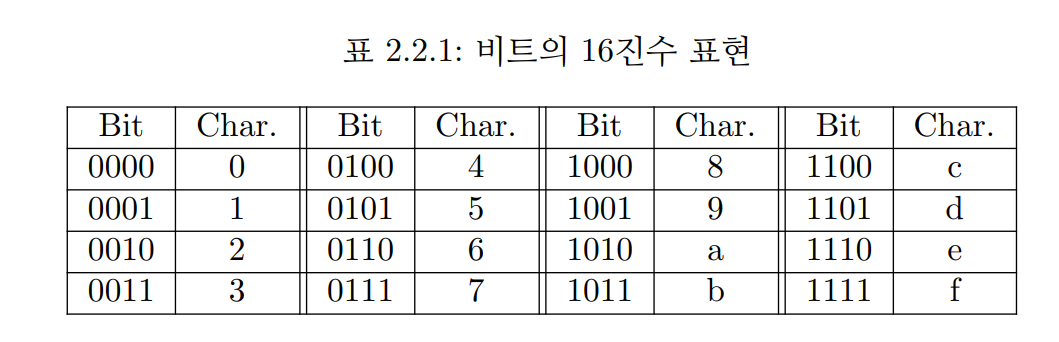 표 2.2.1: 비트의 16진수 표현
Bit Char. Bit Char. Bit Char. Bit Char.
0000 0 0100 4 1000 8 1100 c
0001 1 0101 5 1001 9 1101 d
0010 2 0110 6 1010 a 1110 e
0011 3 0111 7 1011 b 1111 f